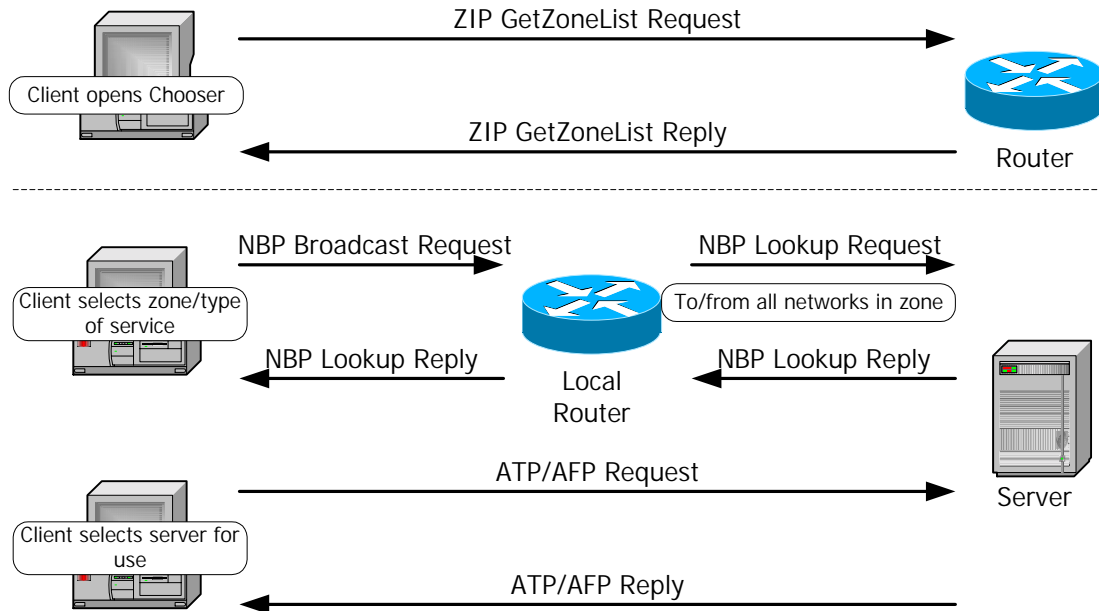 ZIP GetZoneList Request
Client opens Chooser
ZIP GetZoneList Reply
Router
NBP Broadcast Request
NBP Lookup Request
Client selects zone/type
of service
To/from all networks in zone
NBP Lookup Reply
NBP Lookup Reply
Local
Router
ATP/AFP Request
Server
Client selects server for
use
ATP/AFP Reply